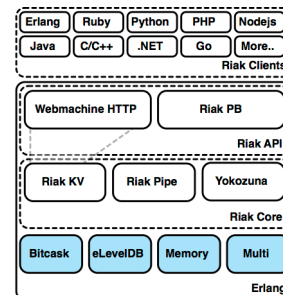 Erlang Ruby Python PHP Nodejs
Java C/C++ .NET Go More..
Riak Clients
Webmachine HTTP Riak PB
Riak API
Riak KV Riak Pipe Yokozuna
Riak Core
Bitcask eLevelDB Memory Multi
Erlang